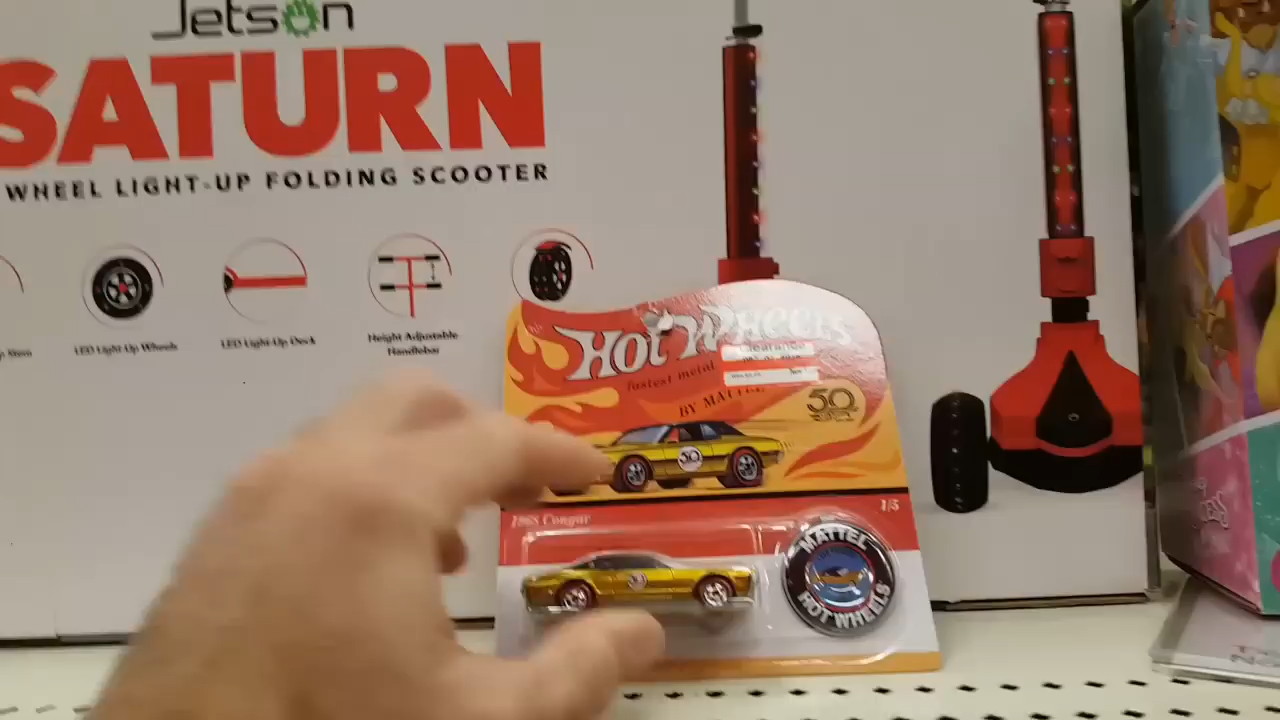 Jetson
SATURN
WHEEL LIGHT-UP FOLDING SCOOTER
LED Light-Up Wheels
LED Light-Up Deck
Height Adjustable
Handlebar
HOT WHEELS
fastest metal
BY MATTEL
50
50
1968 Cougar
1/5
MATTEL
HOT WHEELS